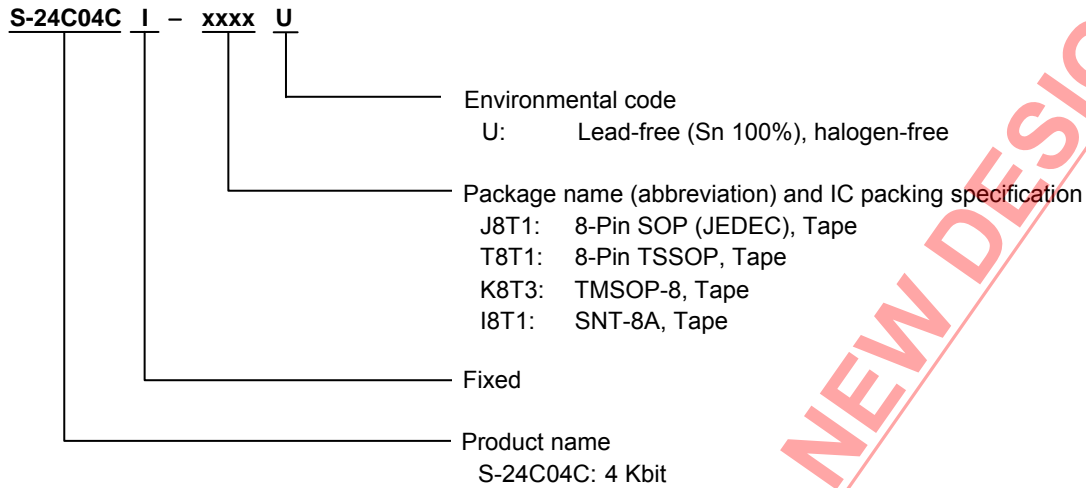 S-24C04C I – xxxx U
Environmental code
U: Lead-free (Sn 100%), halogen-free
Package name (abbreviation) and IC packing specification
J8T1: 8-Pin SOP (JEDEC), Tape
T8T1: 8-Pin TSSOP, Tape
K8T3: TMSOP-8, Tape
I8T1: SNT-8A, Tape
Fixed
Product name
S-24C04C: 4 Kbit
NEW